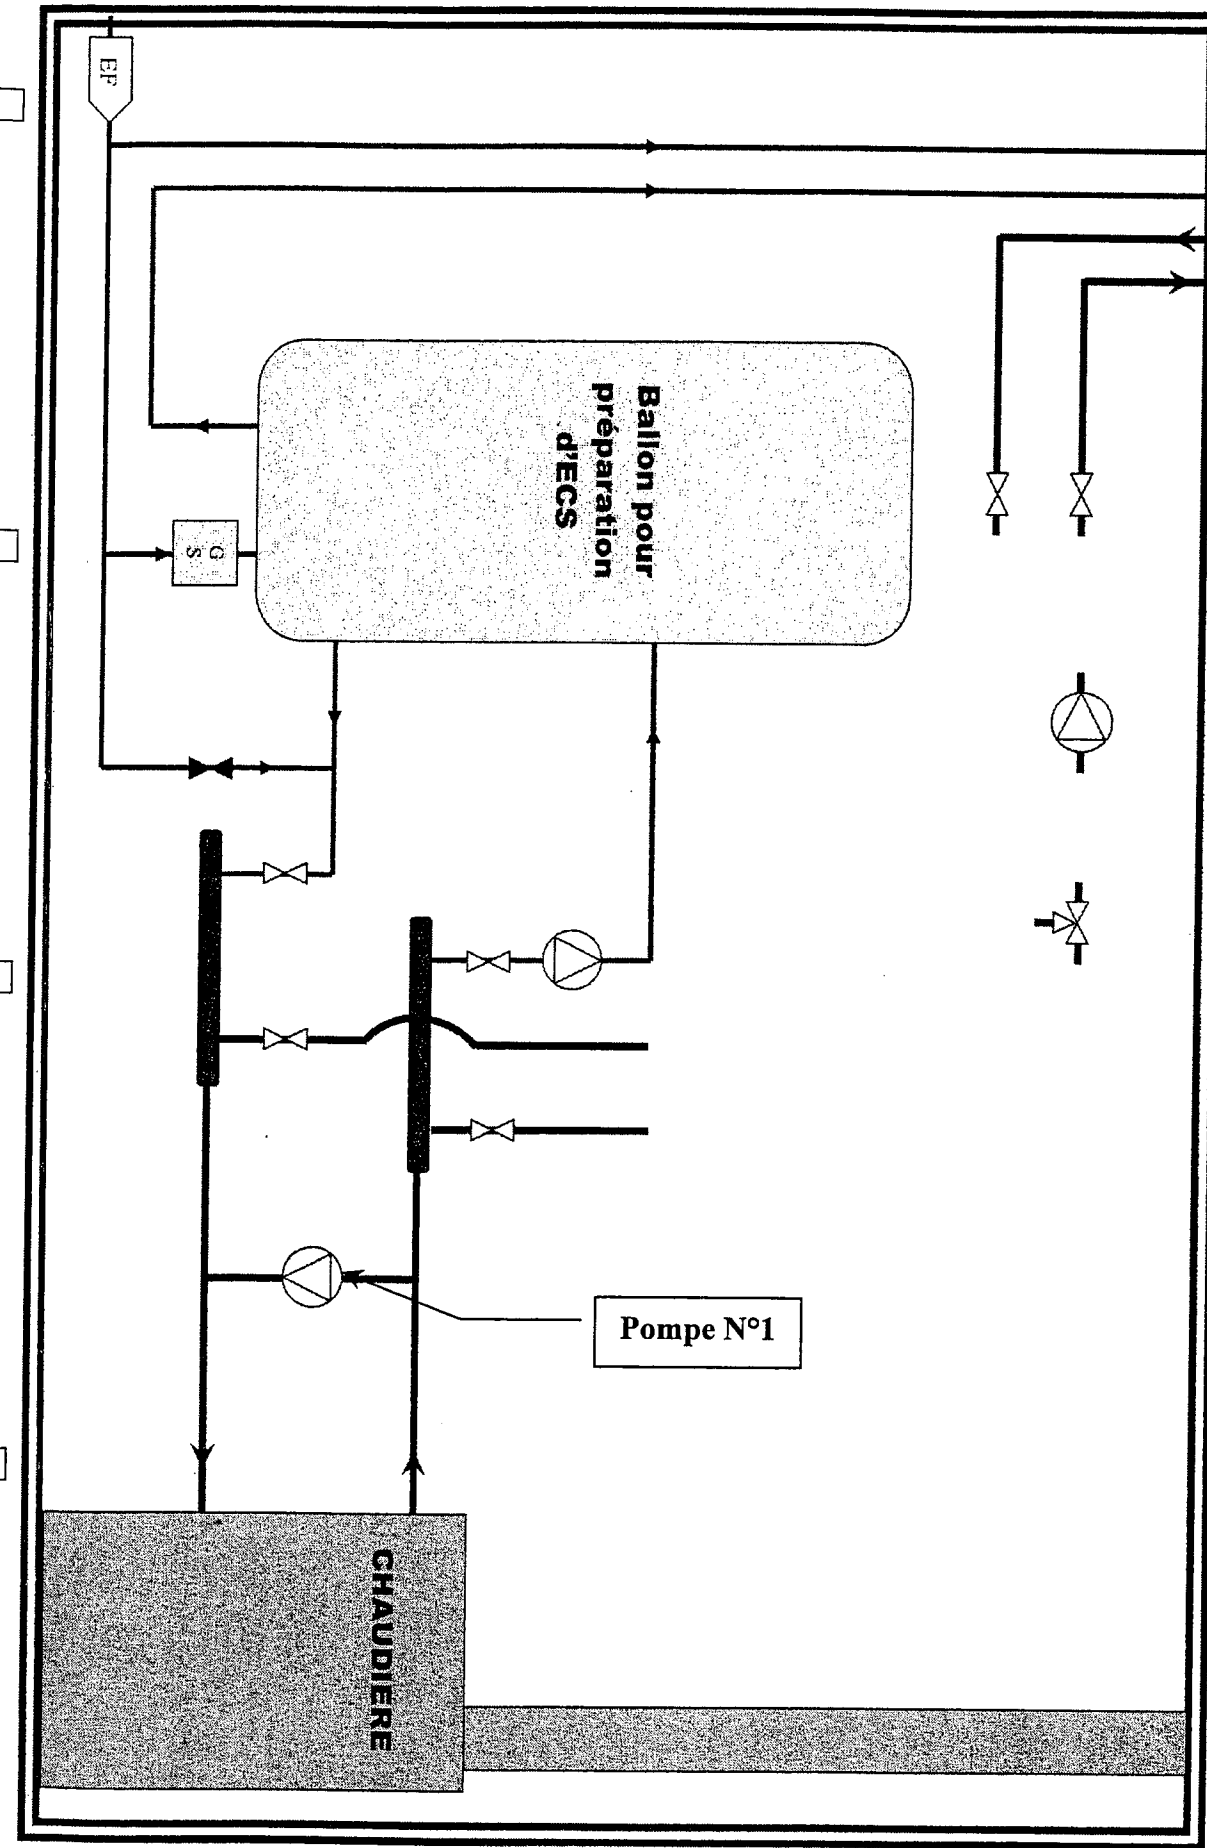 EF
Ballon pour
préparation
d'ECS
G
S
Pompe N°1
CHAUDIERE